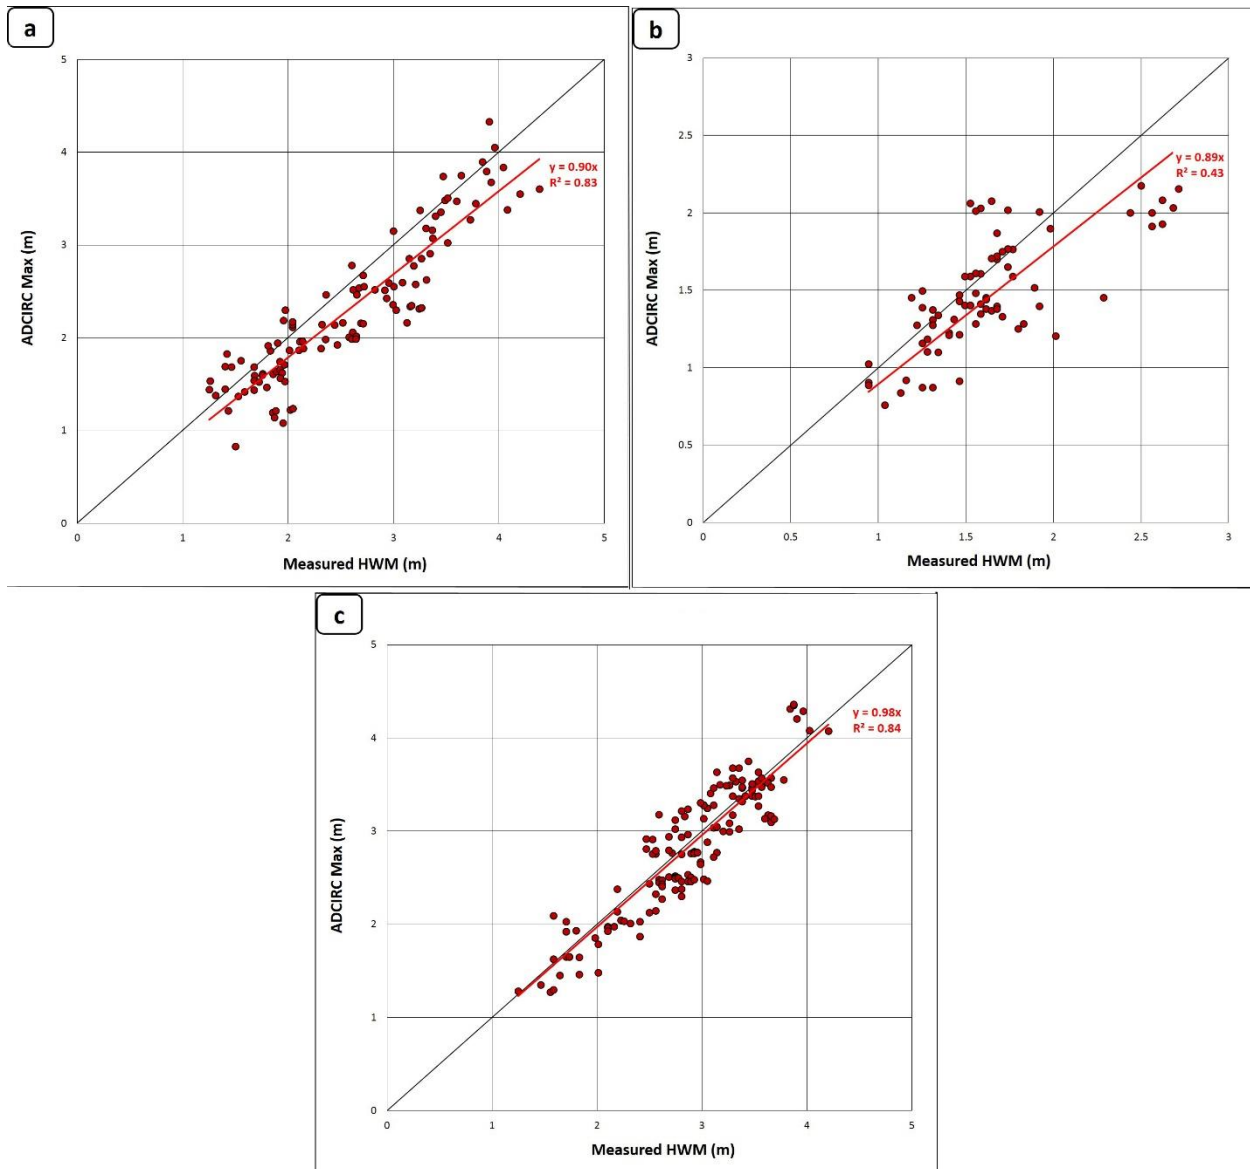 a
5
4
3
2
1
0
0
1
2
3
4
5
ADCIRC Max (m)
Measured HWM (m)
y = 0.90x
R² = 0.83
b
3
2.5
2
1.5
1
0.5
0
0
0.5
1
1.5
2
2.5
3
ADCIRC Max (m)
Measured HWM (m)
y = 0.89x
R² = 0.43
c
5
4
3
2
1
0
0
1
2
3
4
5
ADCIRC Max (m)
Measured HWM (m)
y = 0.98x
R² = 0.84